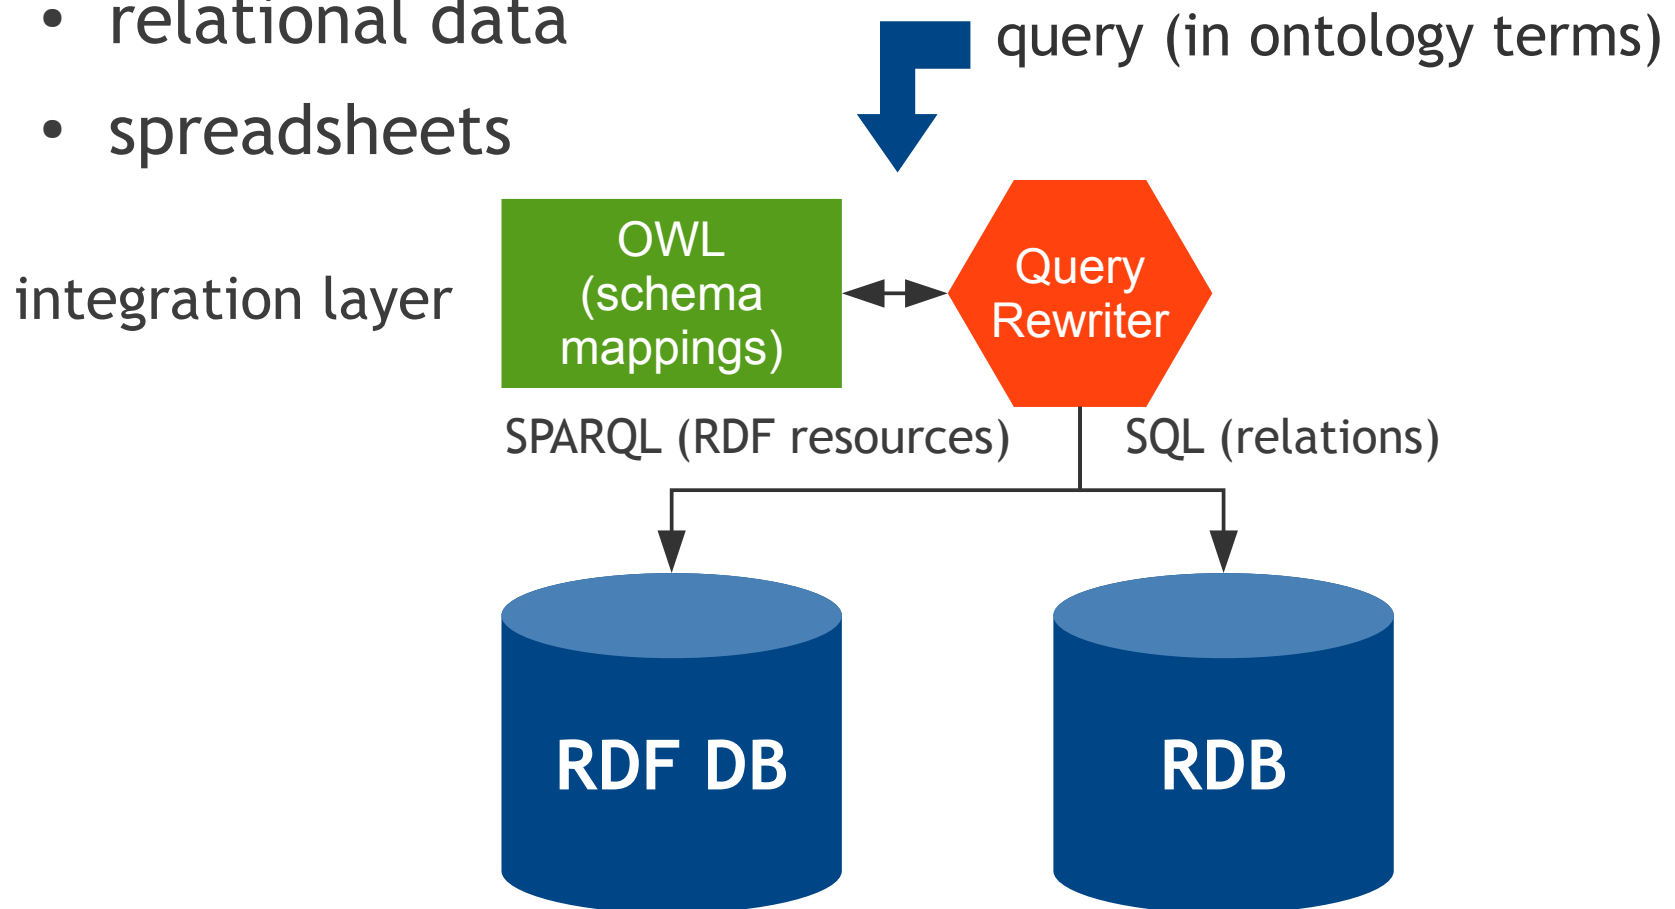 • relational data
query (in ontology terms)
• spreadsheets
integration layer
OWL
(schema
mappings)
Query
Rewriter
SPARQL (RDF resources)
SQL (relations)
RDF DB
RDB